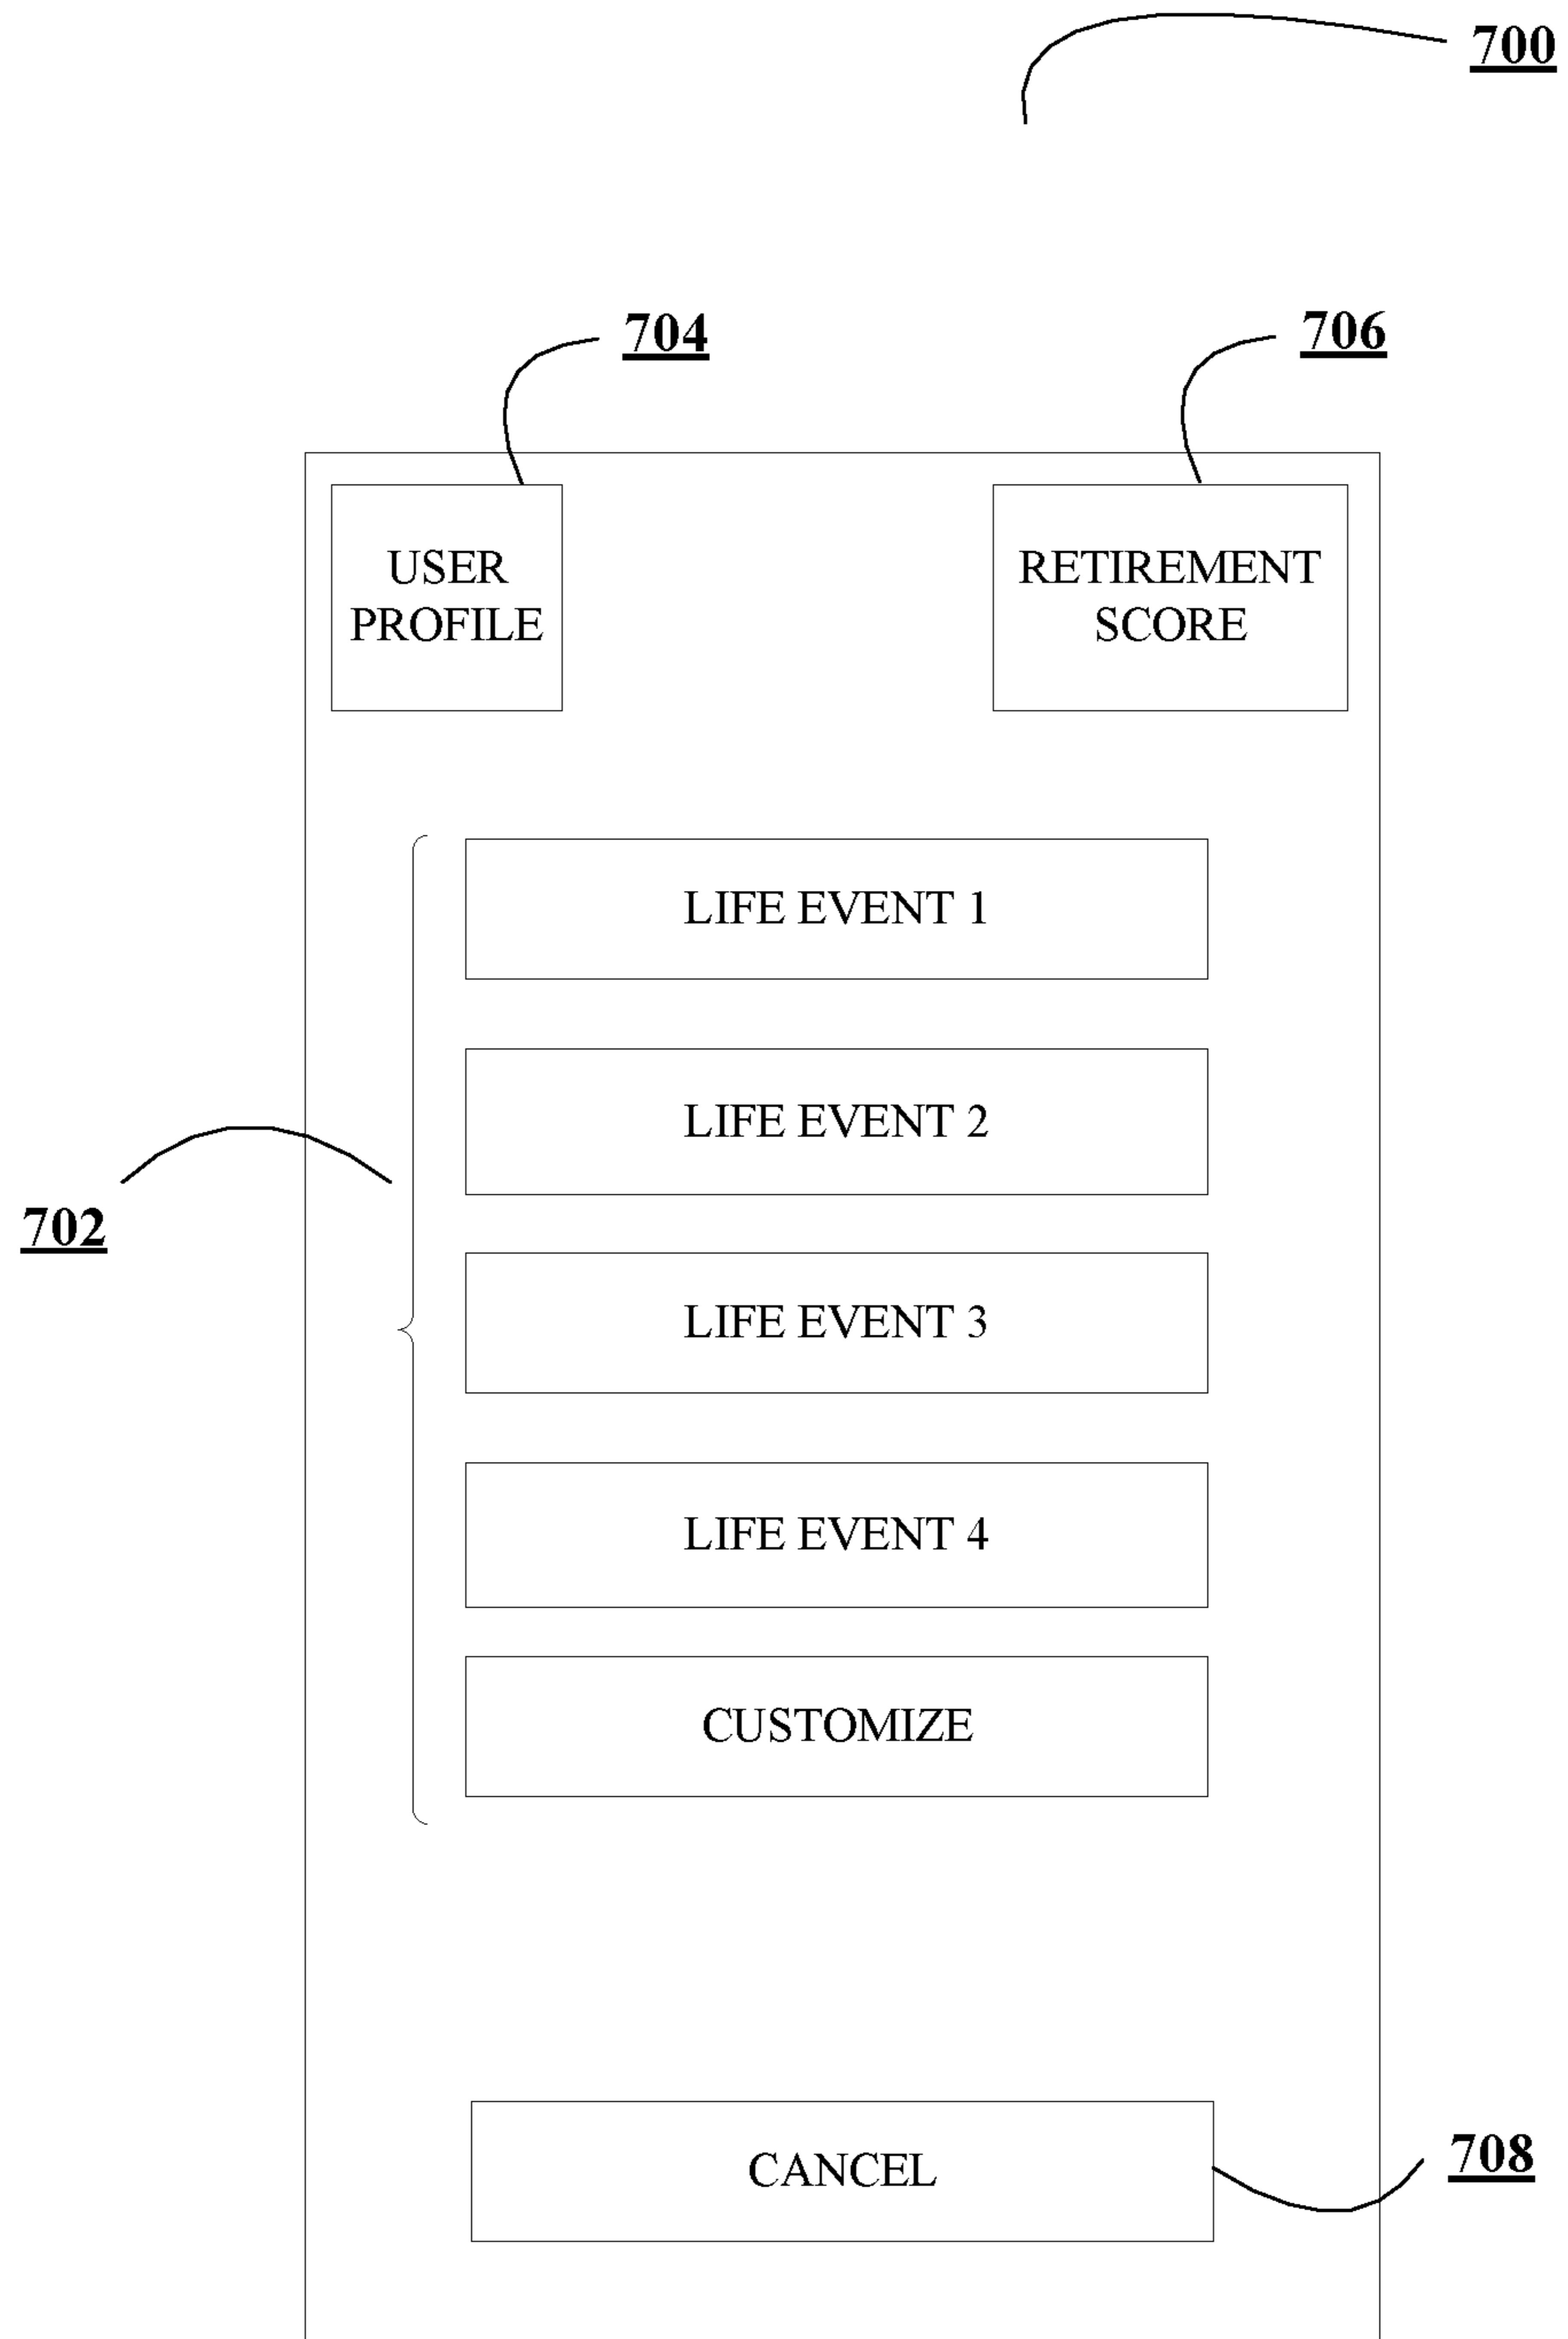 700
704
706
USER
PROFILE
RETIREMENT
SCORE
LIFE EVENT 1
LIFE EVENT 2
702
LIFE EVENT 3
LIFE EVENT 4
CUSTOMIZE
CANCEL
708